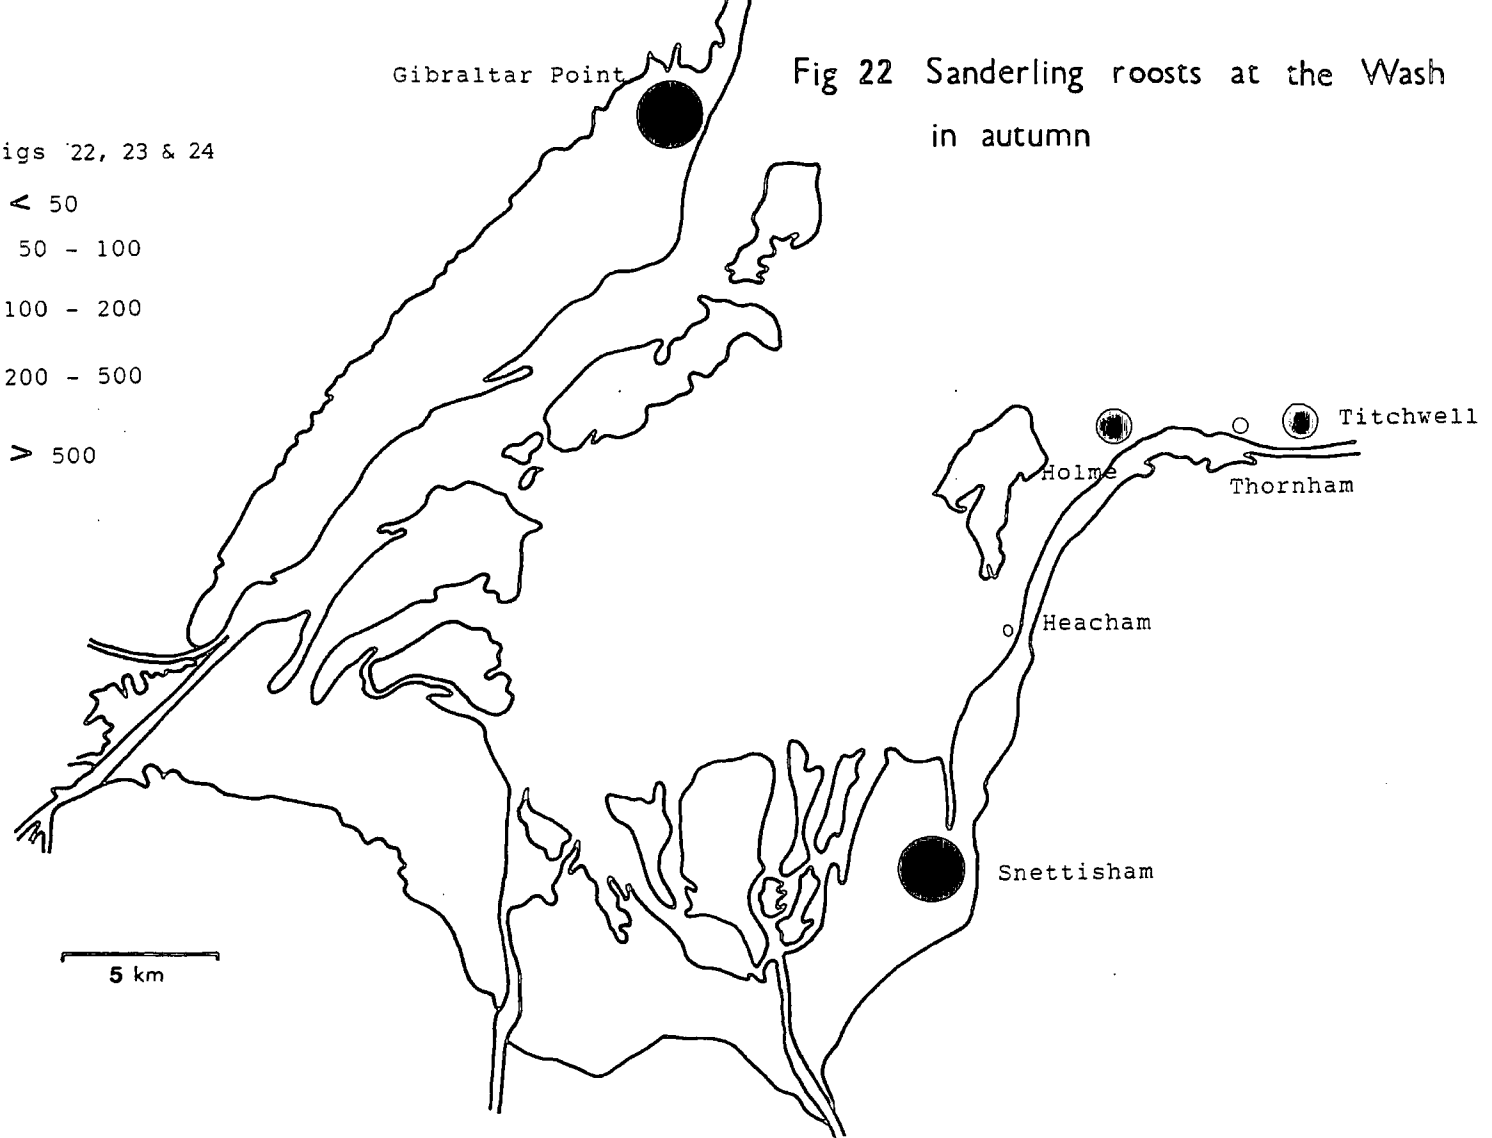 Gibraltar Point
Fig 22 Sanderling roosts at the Wash
in autumn
igs 22, 23 & 24
< 50
50 - 100
100 - 200
200 - 500
> 500
Titchwell
Holme
Thornham
Heacham
Snettisham
5 km